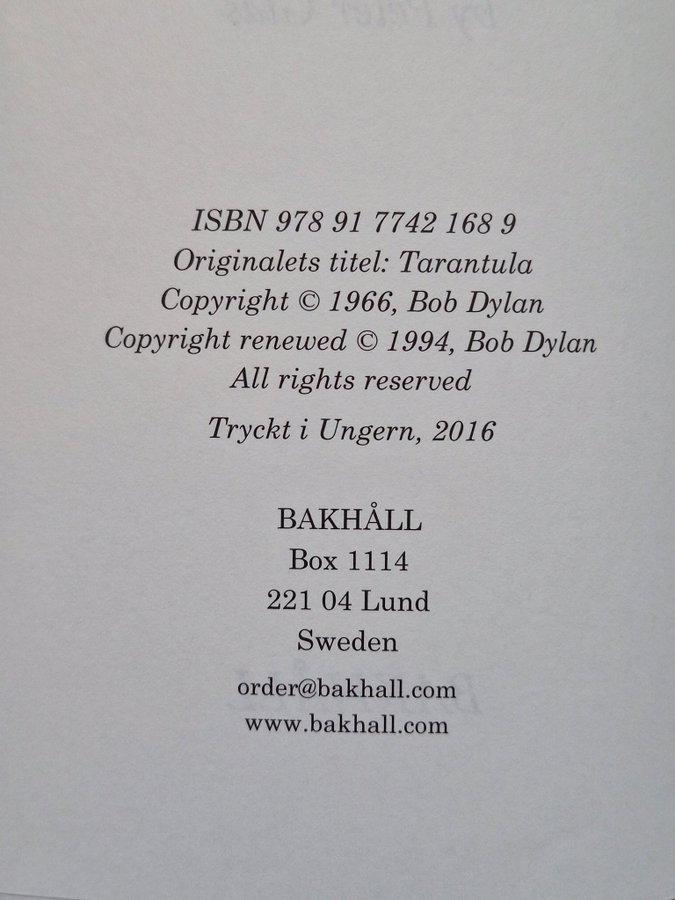 ISBN 978 91 7742 168 9
Originalets titel: Tarantula
Copyright © 1966, Bob Dylan
Copyright renewed © 1994, Bob Dylan
All rights reserved
Tryckt i Ungern, 2016
BAKHÅLL
Box 1114
221 04 Lund
Sweden
order@bakhall.com
www.bakhall.com